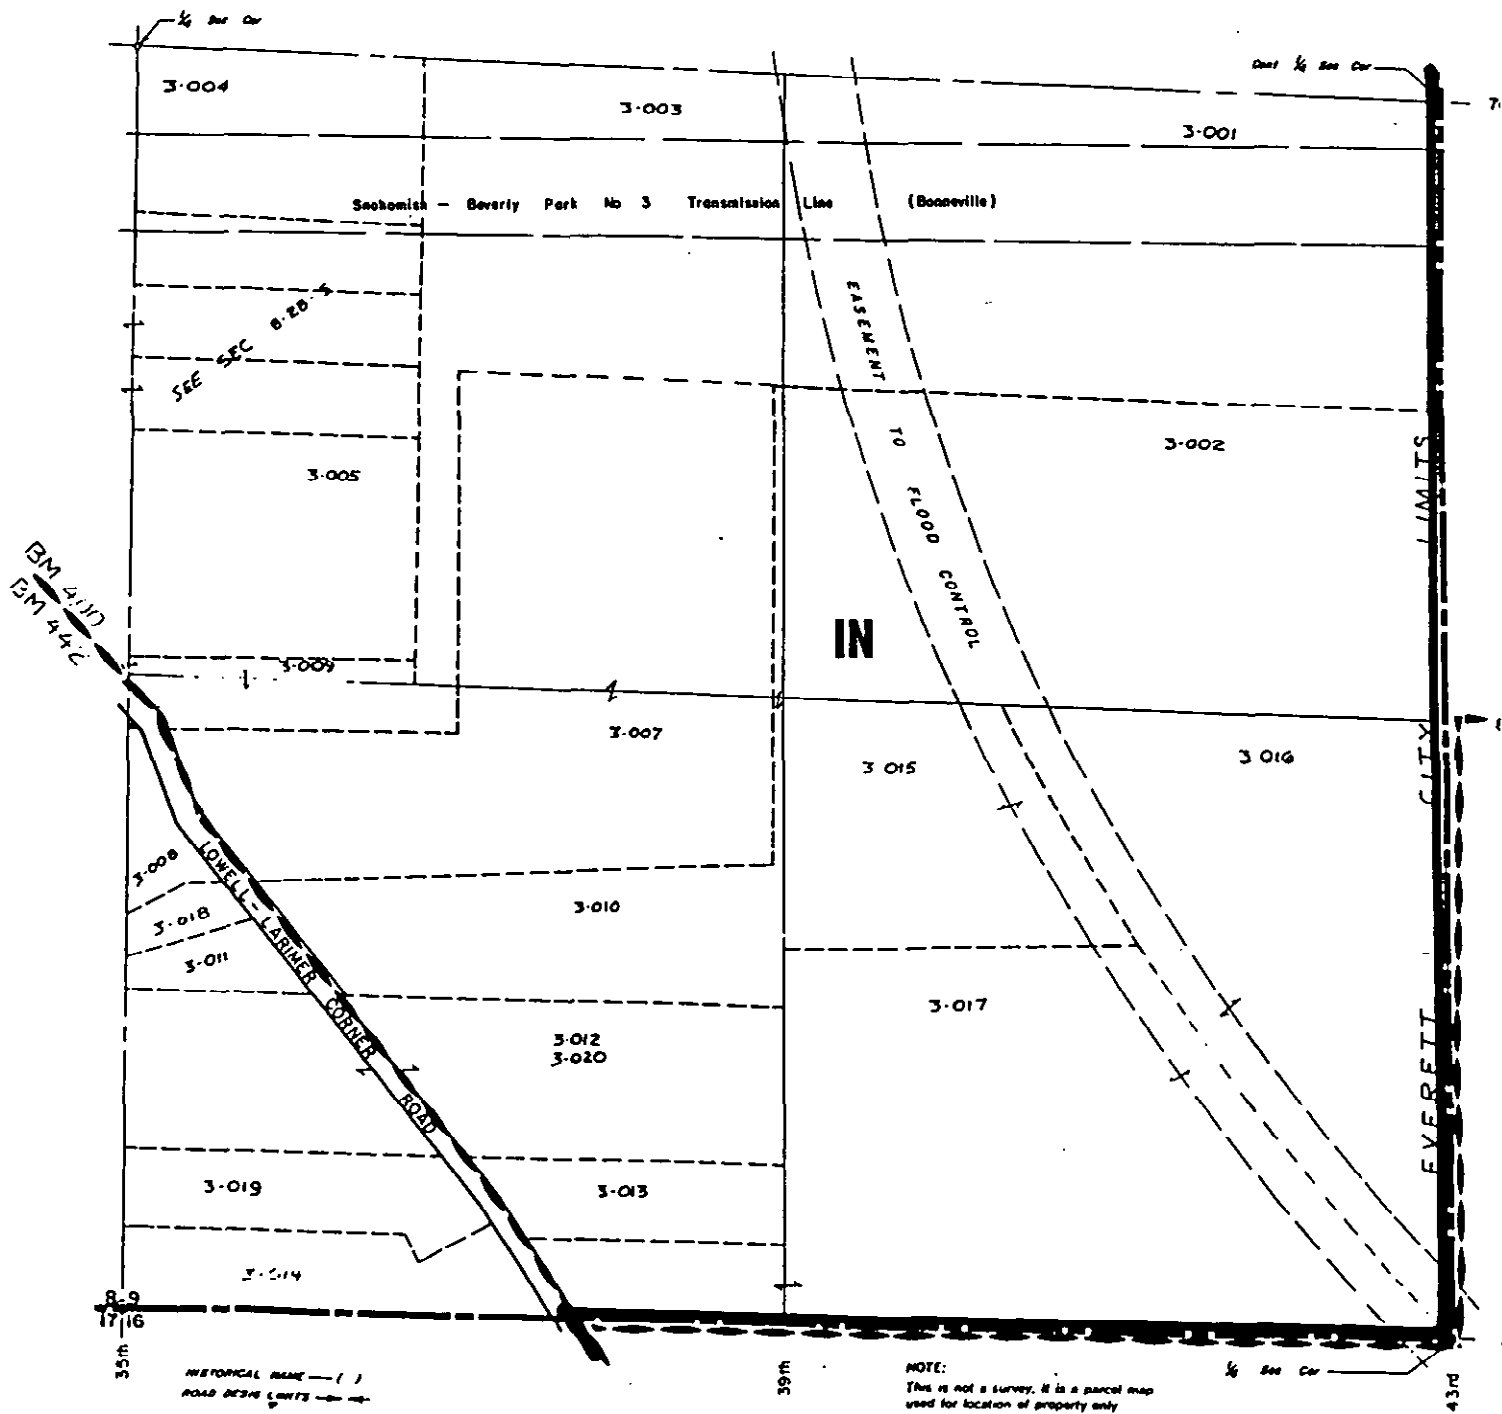 ¼ Sec Cor
Cent ¼ Sec Cor
3-004
3-003
3-001
Snohomish — Beverly Park No 3 Transmission Line (Bonneville)
SEE SEC 8-28-5
EASEMENT TO FLOOD CONTROL
3-002
3-005
LIMITS
BM
BM
IN
3-009
3-007
3 015
3 016
CITY
3-008
LOWELL - LARIMER CORNER ROAD
3-018
3-010
3-011
3-017
3-012
3-020
EVERETT
3-019
3-013
3-014
8 9
17 16
35th
HISTORICAL NAME — ( )
ROAD DESIG LIMITS
39th
NOTE:
This is not a survey, it is a parcel map
used for location of property only
¼ Sec Cor
43rd